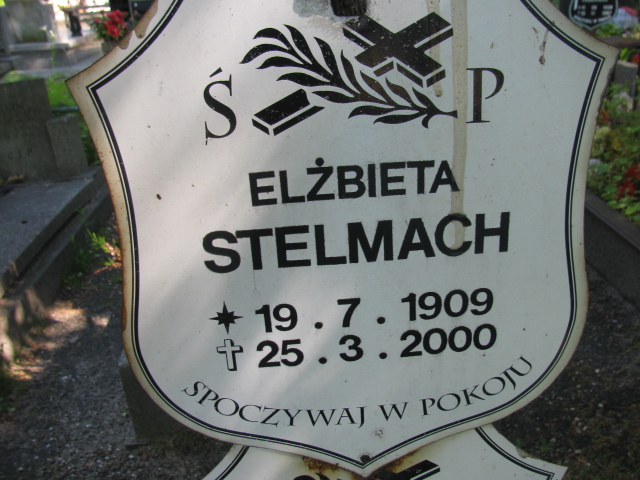 Ś P
ELŻBIETA
STELMACH
19.7.1909
25.3.2000
SPOCZYWAJ W POKOJU